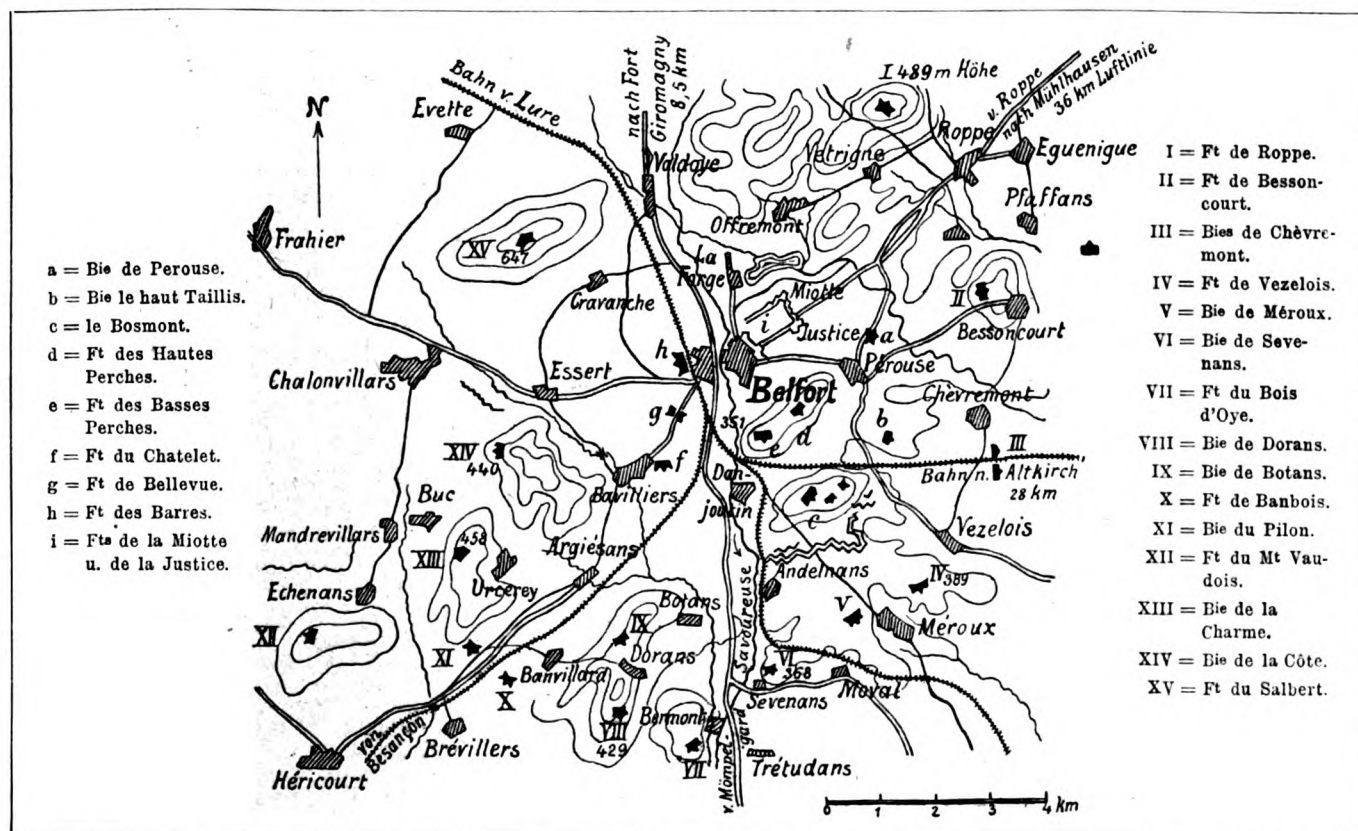 a = Bie de Perouse.
b = Bie le haut Taillis.
c = le Bosmont.
d = Ft des Hautes
Perches.
e = Ft des Basses
Perches.
f = Ft du Chatelet.
g = Ft de Bellevue.
h = Ft des Barres.
i = Fts de la Miotte
u. de la Justice.
N
Bahn v. Lure
Evette
nach Fort
Giromagny
8,5 km
I 489 m Höhe
v. Roppe
nach Mühlhausen
36 km Luftlinie
Roppe
Eguenigue
Valdoye
Vetrigne
Pfaffans
Offremont
Frahier
XV
647
La
Forge
Cravanche
Miotte
i
II
Justice
a
Bessoncourt
h
Chalonvillars
Essert
Belfort
Perouse
Chèvremont
g
351
d
e
b
XIV
440
f
Bavilliers
III
Bahn n.
Altkirch
28 km
Dan-
joutin
c
Buc
Mandrevillars
Vezelois
XIII
458
Argiésans
Urcerey
Andelnans
IV 389
Echenans
Botans
Savoureuse
V
Méroux
XII
IX
XI
Dorans
Banvillard
VI
368
X
Sevenans
Moval
Bermont
VIII
429
von
Besançon
Brévillers
VII
v. Mömpel-
gard
Trétudans
Héricourt
0 1 2 3 4 km
I = Ft de Roppe.
II = Ft de Besson-
court.
III = Bies de Chèvre-
mont.
IV = Ft de Vezelois.
V = Bie de Méroux.
VI = Bie de Seve-
nans.
VII = Ft du Bois
d'Oye.
VIII = Bie de Dorans.
IX = Bie de Botans.
X = Ft de Banbois.
XI = Bie du Pilon.
XII = Ft du Mt Vau-
dois.
XIII = Bie de la
Charme.
XIV = Bie de la Côte.
XV = Ft du Salbert.